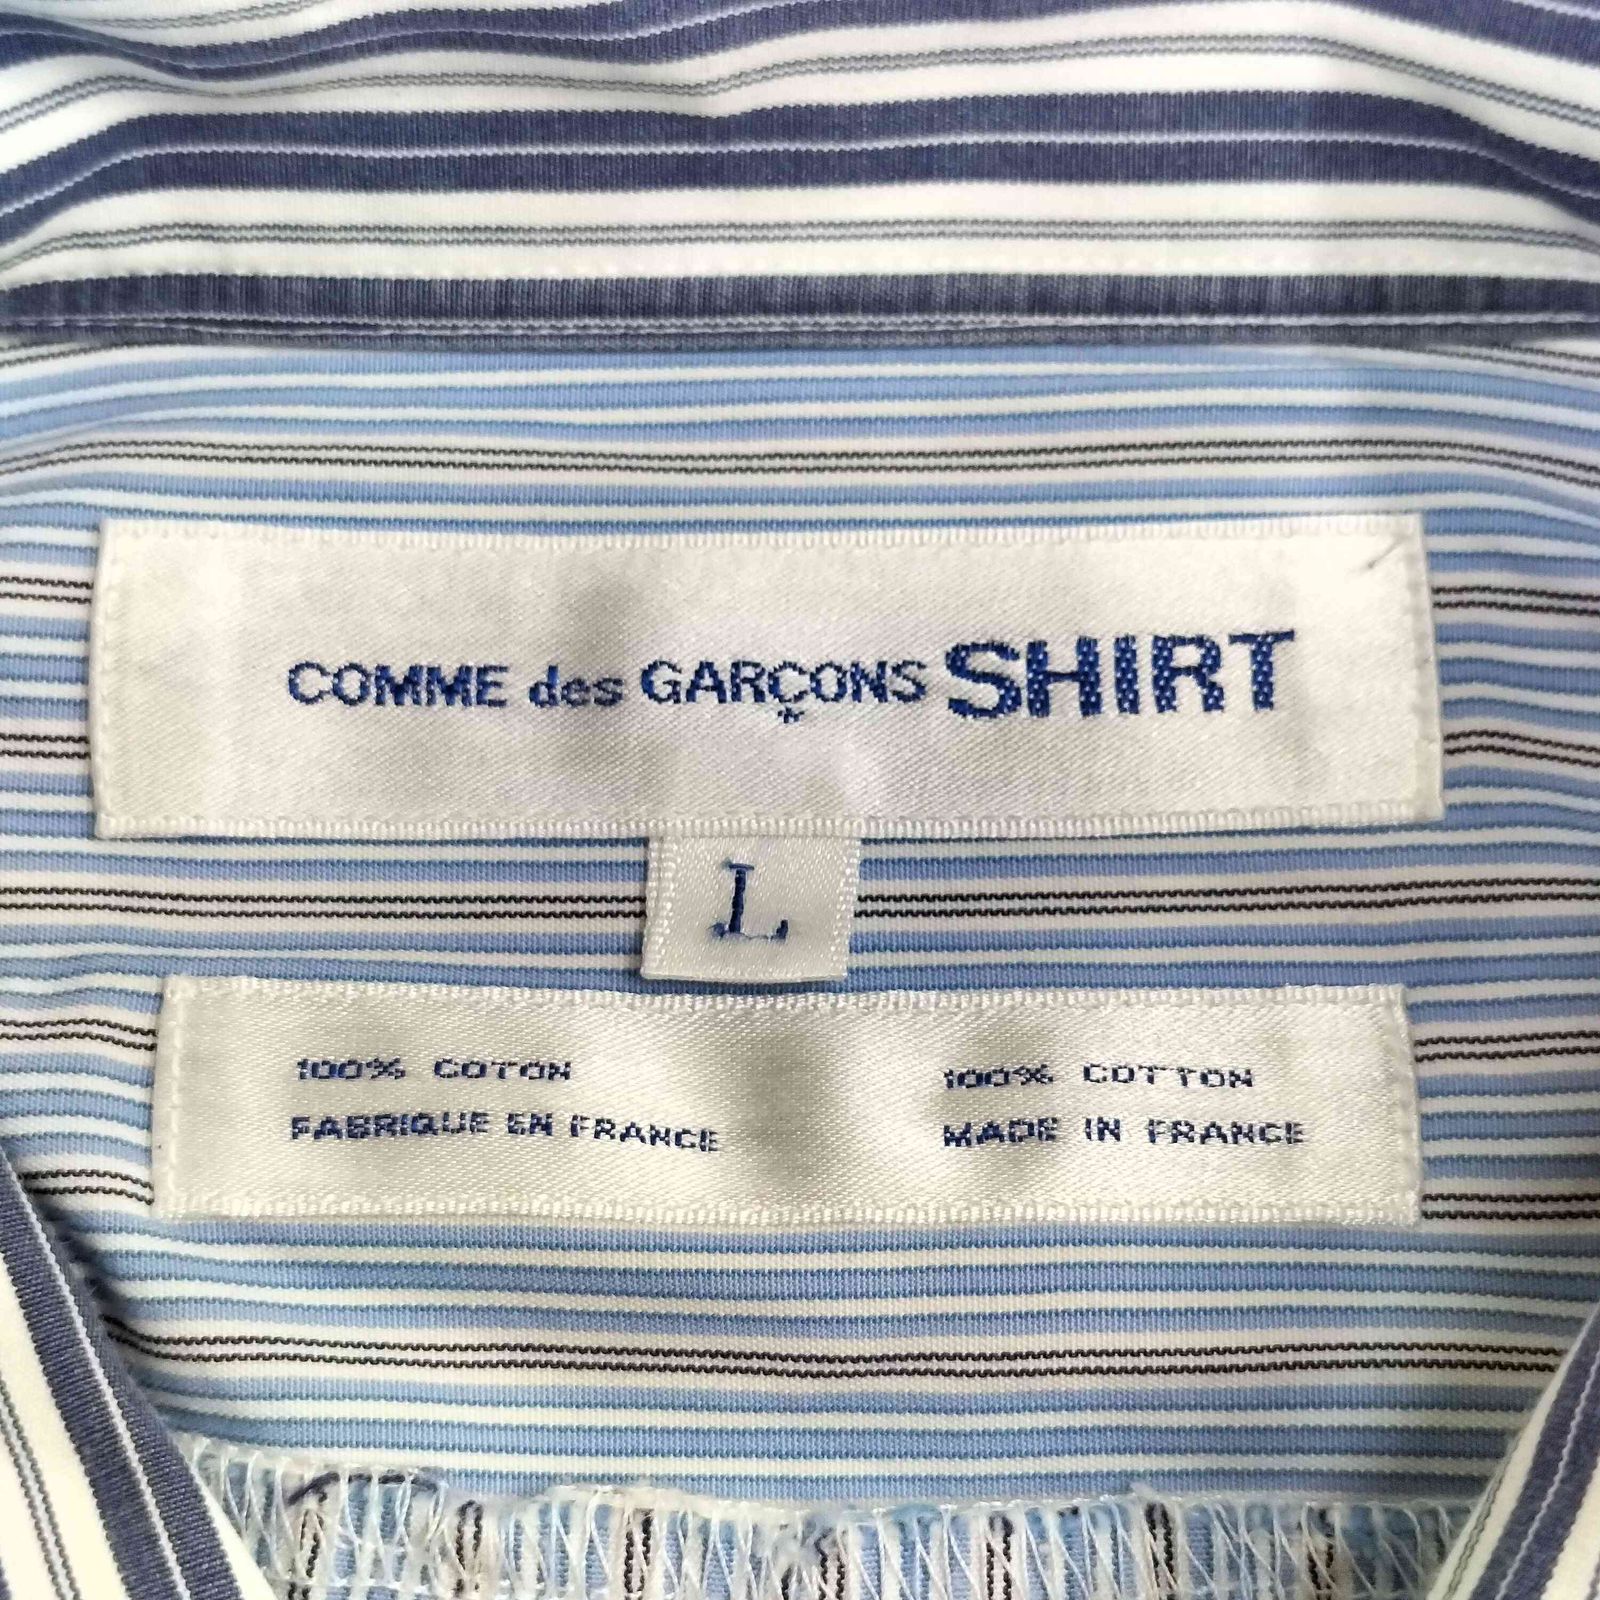 COMME des GARÇONS SHIRT
L
100% COTON
FABRIQUE EN FRANCE
100% COTTON
MADE IN FRANCE